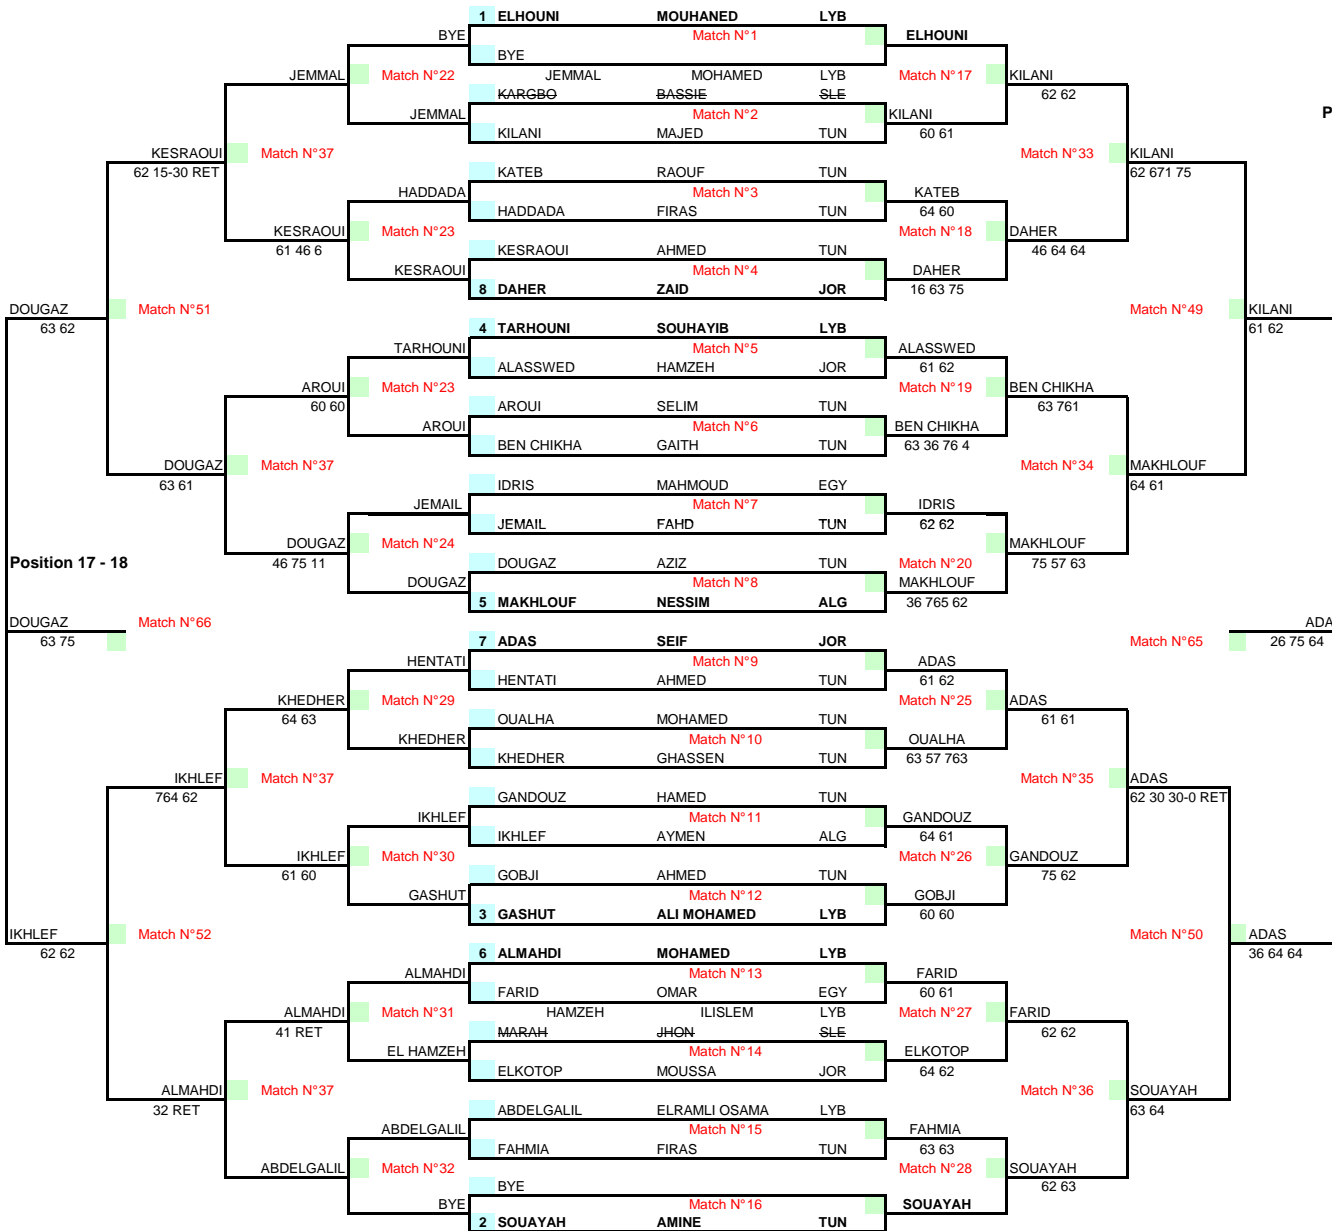 1 ELHOUNI MOUHANED LYB
BYE Match N°1 ELHOUNI
BYE
JEMMAL Match N°22 JEMMAL MOHAMED LYB Match N°17 KILANI
KARGBO BASSIE SLE 62 62
JEMMAL Match N°2 KILANI P
KILANI MAJED TUN 60 61
KESRAOUI Match N°37 Match N°33 KILANI
62 15-30 RET KATEB RAOUF TUN 62 671 75
HADDADA Match N°3 KATEB
HADDADA FIRAS TUN 64 60
KESRAOUI Match N°23 Match N°18 DAHER
61 46 6 KESRAOUI AHMED TUN 46 64 64
KESRAOUI Match N°4 DAHER
8 DAHER ZAID JOR 16 63 75
DOUGAZ Match N°51 Match N°49 KILANI
63 62 4 TARHOUNI SOUHAYIB LYB 61 62
TARHOUNI Match N°5 ALASSWED
ALASSWED HAMZEH JOR 61 62
AROUI Match N°23 Match N°19 BEN CHIKHA
60 60 AROUI SELIM TUN 63 761
AROUI Match N°6 BEN CHIKHA
BEN CHIKHA GAITH TUN 63 36 76 4
DOUGAZ Match N°37 Match N°34 MAKHLOUF
63 61 IDRIS MAHMOUD EGY 64 61
JEMAIL Match N°7 IDRIS
JEMAIL FAHD TUN 62 62
DOUGAZ Match N°24 MAKHLOUF
Position 17 - 18 46 75 11 DOUGAZ AZIZ TUN Match N°20 75 57 63
DOUGAZ Match N°8 MAKHLOUF
5 MAKHLOUF NESSIM ALG 36 765 62
DOUGAZ Match N°66 ADA
63 75 7 ADAS SEIF JOR Match N°65 26 75 64
HENTATI Match N°9 ADAS
HENTATI AHMED TUN 61 62
KHEDHER Match N°29 Match N°25 ADAS
64 63 OUALHA MOHAMED TUN 61 61
KHEDHER Match N°10 OUALHA
KHEDHER GHASSEN TUN 63 57 763
IKHLEF Match N°37 Match N°35 ADAS
764 62 GANDOUZ HAMED TUN 62 30 30-0 RET
IKHLEF Match N°11 GANDOUZ
IKHLEF AYMEN ALG 64 61
IKHLEF Match N°30 Match N°26 GANDOUZ
61 60 GOBJI AHMED TUN 75 62
GASHUT Match N°12 GOBJI
3 GASHUT ALI MOHAMED LYB 60 60
IKHLEF Match N°52 Match N°50 ADAS
62 62 6 ALMAHDI MOHAMED LYB 36 64 64
ALMAHDI Match N°13 FARID
FARID OMAR EGY 60 61
ALMAHDI Match N°31 HAMZEH ILISLEM LYB Match N°27 FARID
41 RET MARAH JHON SLE 62 62
EL HAMZEH Match N°14 ELKOTOP
ELKOTOP MOUSSA JOR 64 62
ALMAHDI Match N°37 Match N°36 SOUAYAH
32 RET ABDELGALIL ELRAMLI OSAMA LYB 63 64
ABDELGALIL Match N°15 FAHMIA
FAHMIA FIRAS TUN 63 63
ABDELGALIL Match N°32 Match N°28 SOUAYAH
BYE 62 63
BYE Match N°16 SOUAYAH
2 SOUAYAH AMINE TUN